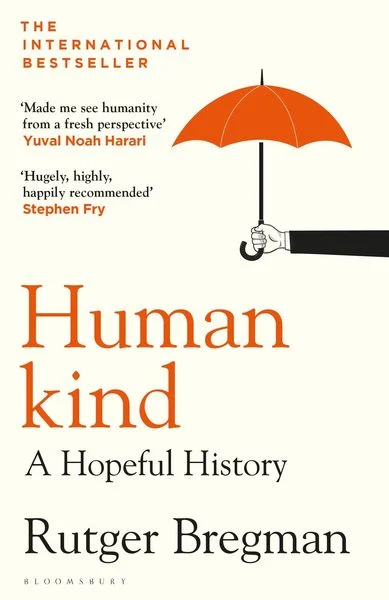 THE
INTERNATIONAL
BESTSELLER
‘Made me see humanity
from a fresh perspective’
Yuval Noah Harari
‘Hugely, highly,
happily recommended’
Stephen Fry
Human
kind
A Hopeful History
Rutger Bregman
BLOOMSBURY